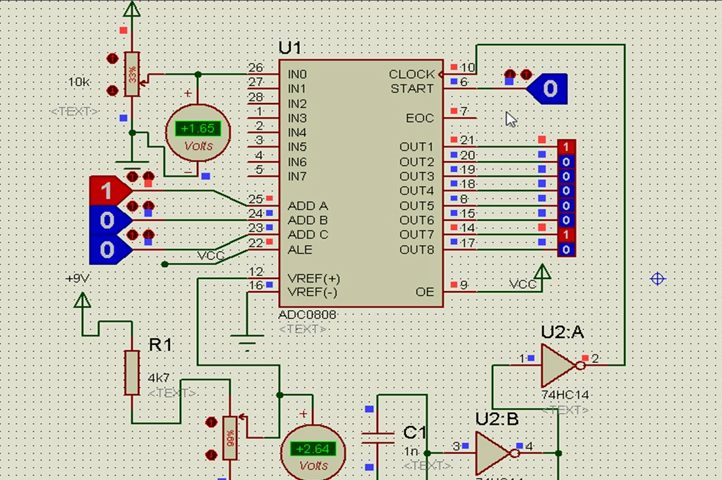 U1
10k
<TEXT>
33%
+1.65
Volts
26 IN0 CLOCK 10
27 IN1 START 6
28 IN2
1 IN3 EOC 7
2 IN4
3 IN5 OUT1 21
4 IN6 OUT2 20
5 IN7 OUT3 19
OUT4 18
25 ADD A OUT5 8
24 ADD B OUT6 15
23 ADD C OUT7 14
22 ALE OUT8 17
12 VREF(+)
16 VREF(-) OE 9
0
1
0
0
1
0
0
0
0
0
1
0
VCC
VCC
ADC0808
<TEXT>
+9V
R1
4k7
<TEXT>
99%
+2.64
Volts
C1
1n
<TEXT>
U2:A
1 2
74HC14
<TEXT>
U2:B
3 4